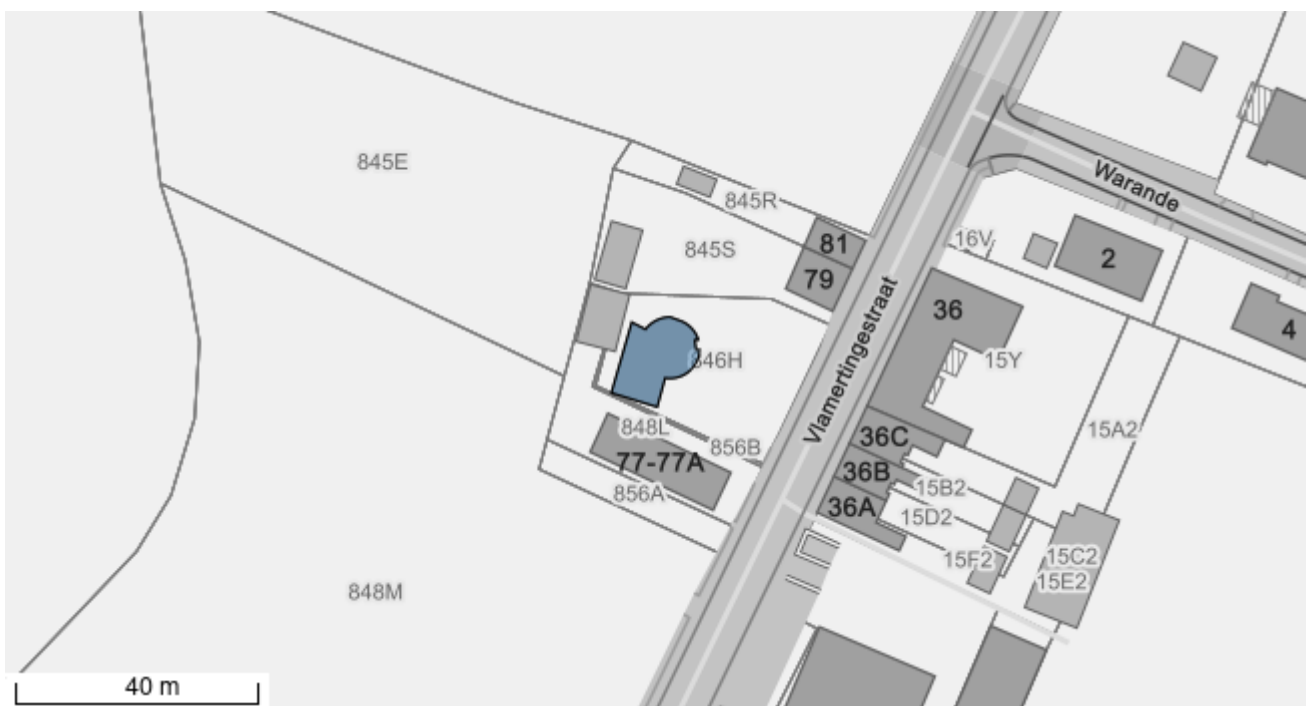 845E
Warande
845R
81
845S
16V
2
79
36
4
Vlamertingestraat
846H
15Y
848L
36C
15A2
856B
77-77A
36B
856A
15B2
36A
15D2
15F2
15C2
15E2
848M
40 m